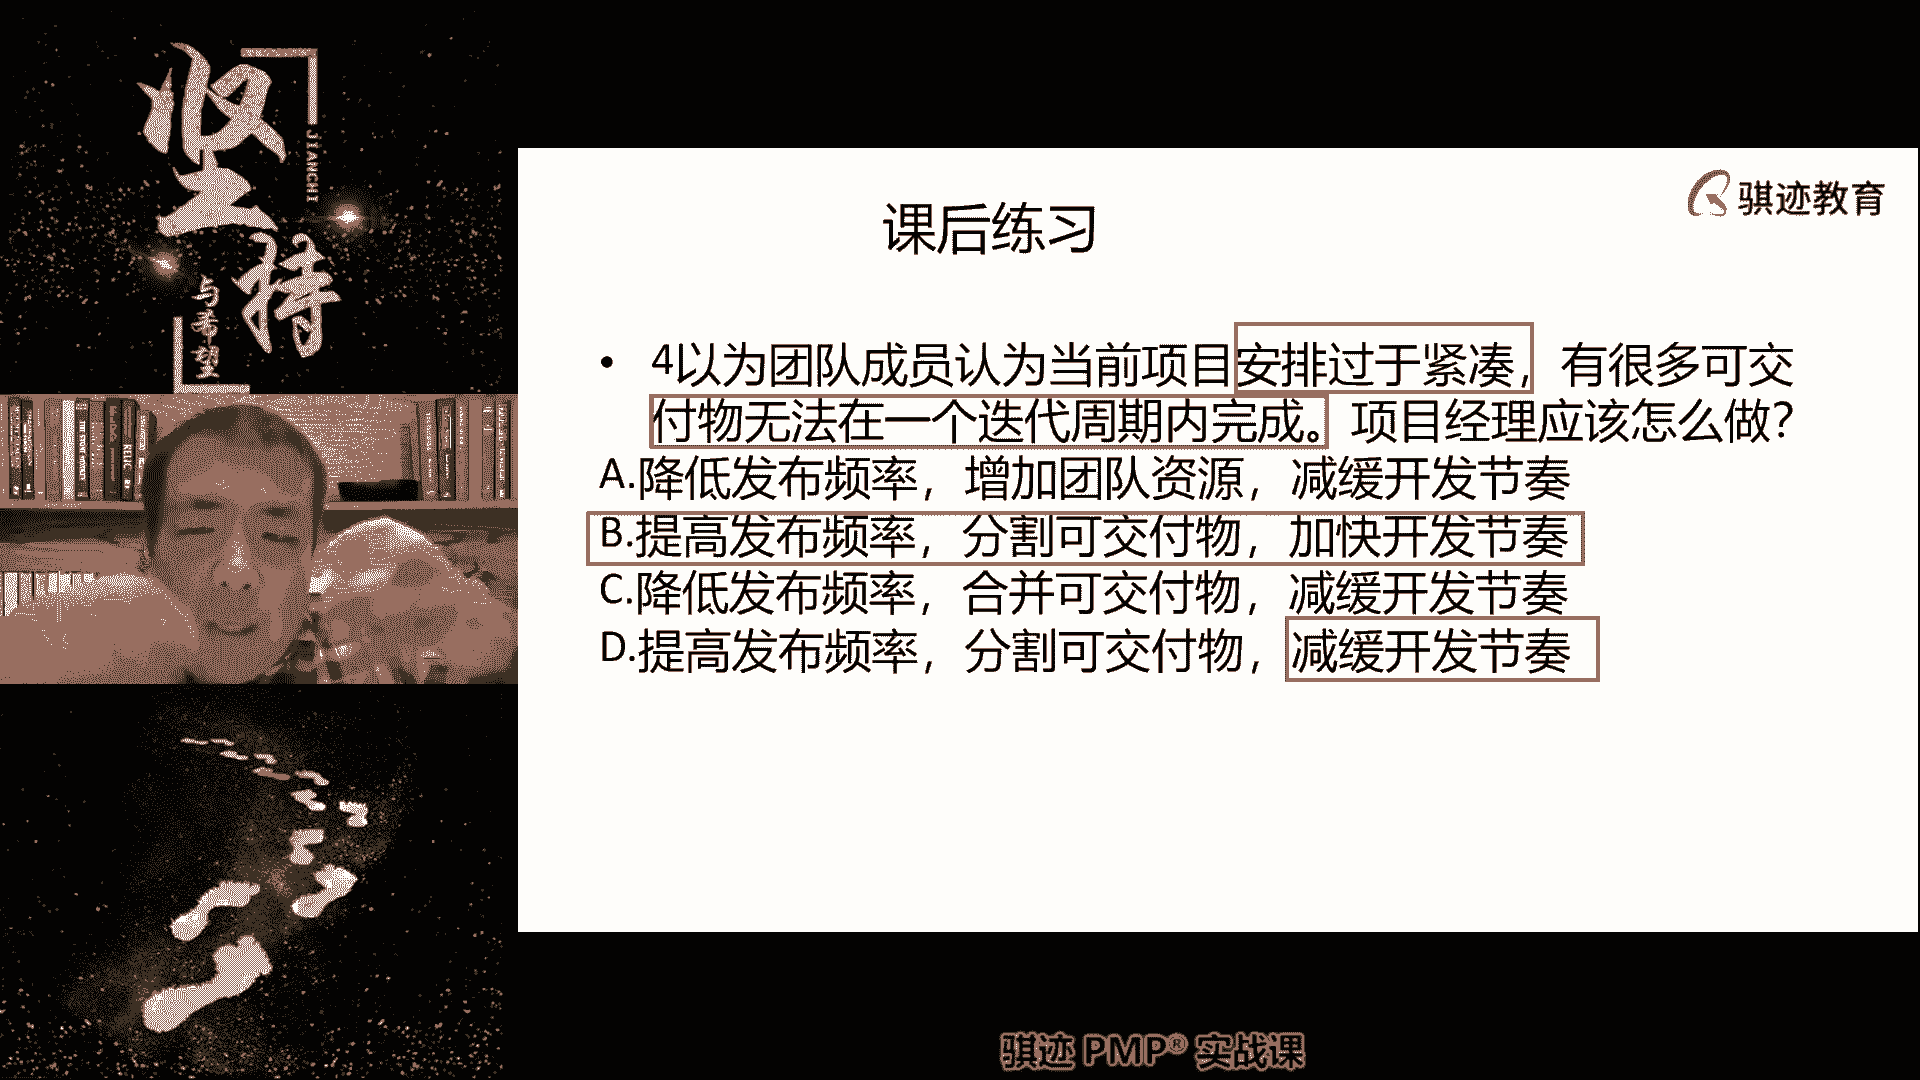 坚持
JIANCHI
与希望
骐迹教育
课后练习
• 4以为团队成员认为当前项目安排过于紧凑，有很多可交
付物无法在一个迭代周期内完成。项目经理应该怎么做？
A.降低发布频率，增加团队资源，减缓开发节奏
B.提高发布频率，分割可交付物，加快开发节奏
C.降低发布频率，合并可交付物，减缓开发节奏
D.提高发布频率，分割可交付物，减缓开发节奏
骐迹 PMP® 实战课